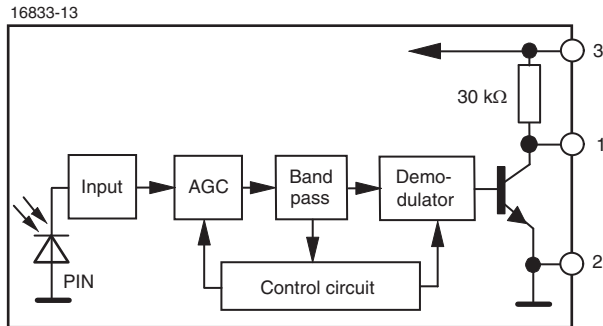 16833-13
3
30 kΩ
1
Input
AGC
Band
pass
Demo-
dulator
2
PIN
Control circuit